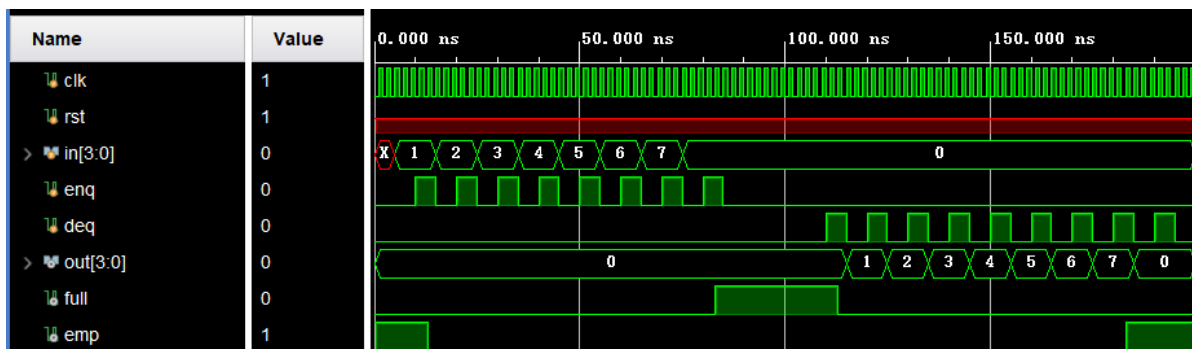 Name Value 0.000 ns 50.000 ns 100.000 ns 150.000 ns
clk 1
rst 1
in[3:0] 0 X 1 2 3 4 5 6 7 0
enq 0
deq 0
out[3:0] 0 0 1 2 3 4 5 6 7 0
full 0
emp 1